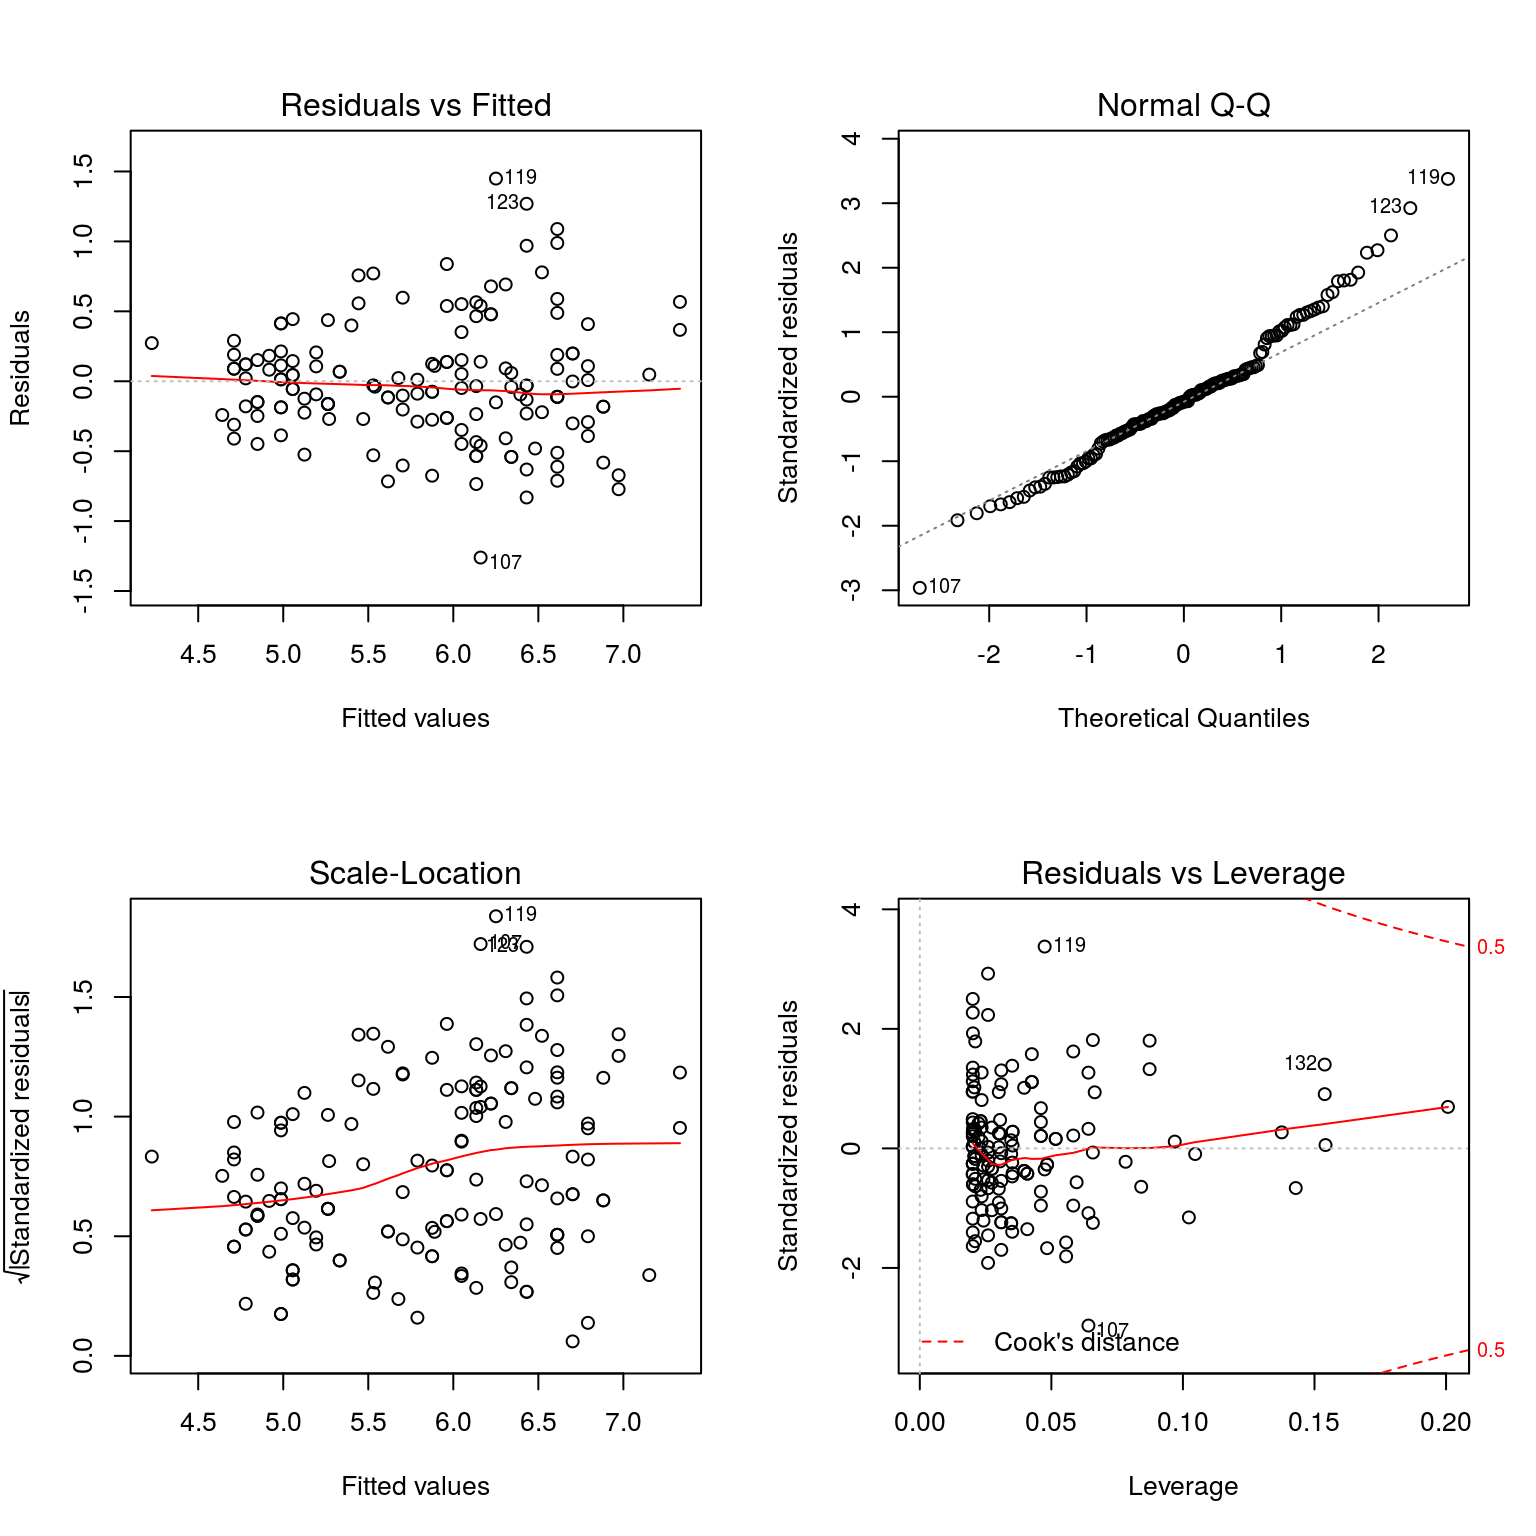 Residuals vs Fitted
Residuals
1.5
1.0
0.5
0.0
-0.5
-1.0
-1.5
119
123
107
4.5 5.0 5.5 6.0 6.5 7.0
Fitted values
Normal Q-Q
Standardized residuals
4
3
2
1
0
-1
-2
-3
119
123
107
-2 -1 0 1 2
Theoretical Quantiles
Scale-Location
√|Standardized residuals|
1.5
1.0
0.5
0.0
119
107
123
4.5 5.0 5.5 6.0 6.5 7.0
Fitted values
Residuals vs Leverage
Standardized residuals
4
2
0
-2
119
132
107
0.5
0.5
Cook's distance
0.00 0.05 0.10 0.15 0.20
Leverage